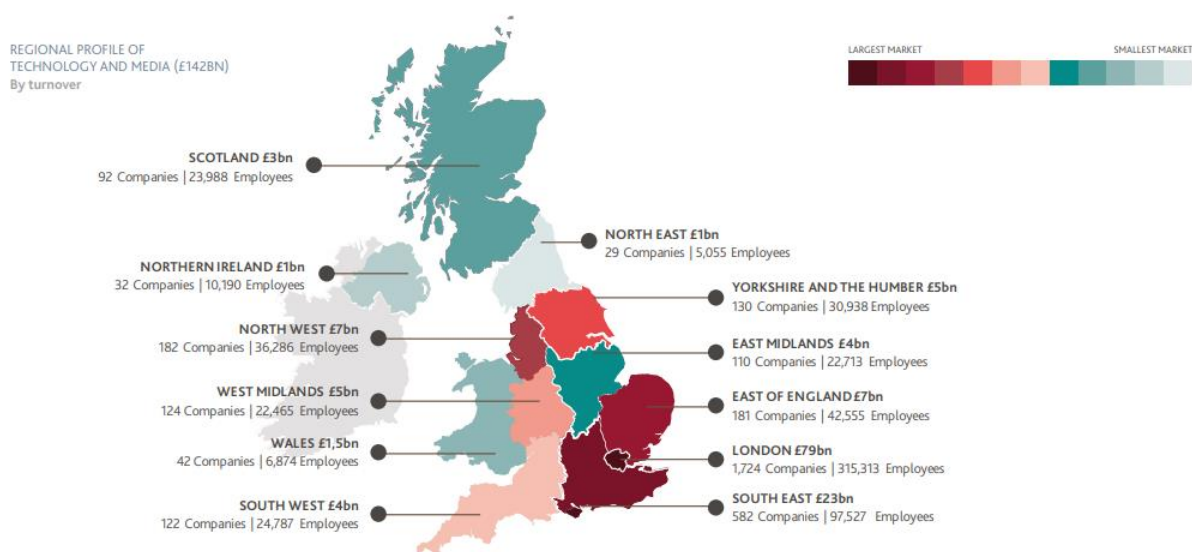 REGIONAL PROFILE OF
TECHNOLOGY AND MEDIA (£142BN)
By turnover
LARGEST MARKET
SMALLEST MARKET
SCOTLAND £3bn
92 Companies | 23,988 Employees
NORTH EAST £1bn
29 Companies | 5,055 Employees
NORTHERN IRELAND £1bn
32 Companies | 10,190 Employees
YORKSHIRE AND THE HUMBER £5bn
130 Companies | 30,938 Employees
NORTH WEST £7bn
182 Companies | 36,286 Employees
EAST MIDLANDS £4bn
110 Companies | 22,713 Employees
WEST MIDLANDS £5bn
124 Companies | 22,465 Employees
EAST OF ENGLAND £7bn
181 Companies | 42,555 Employees
WALES £1,5bn
42 Companies | 6,874 Employees
LONDON £79bn
1,724 Companies | 315,313 Employees
SOUTH WEST £4bn
122 Companies | 24,787 Employees
SOUTH EAST £23bn
582 Companies | 97,527 Employees